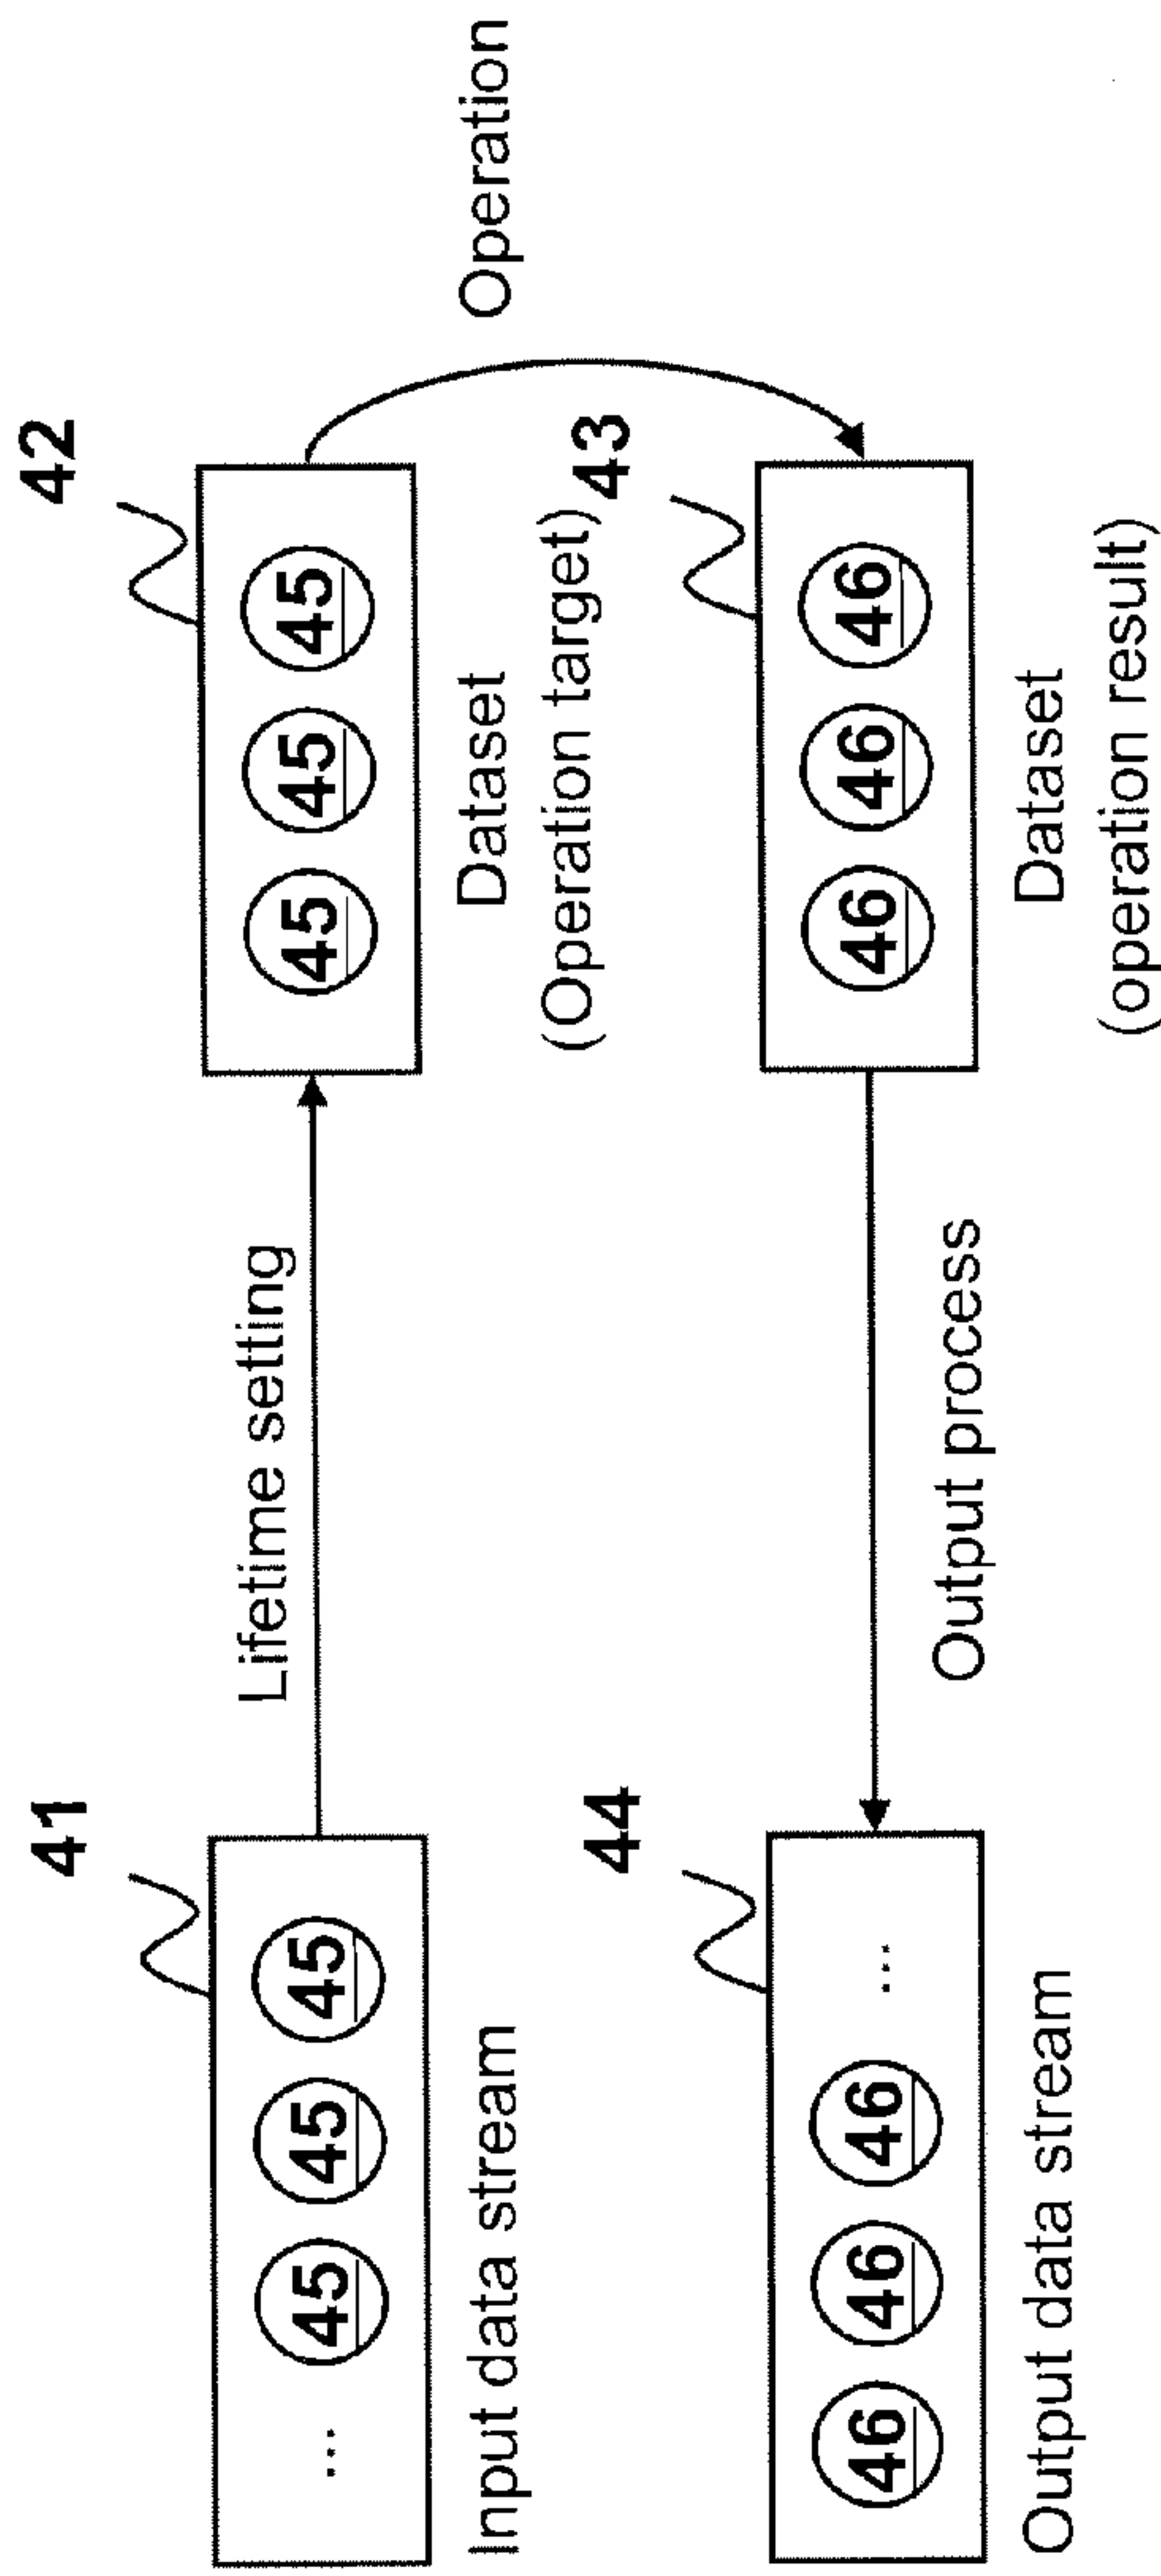 41
42
... 45 45 45
Lifetime setting
45 45 45
Input data stream
Dataset
(Operation target)
Operation
44
43
46 46 46 ...
46 46 46
Output process
Output data stream
Dataset
(operation result)